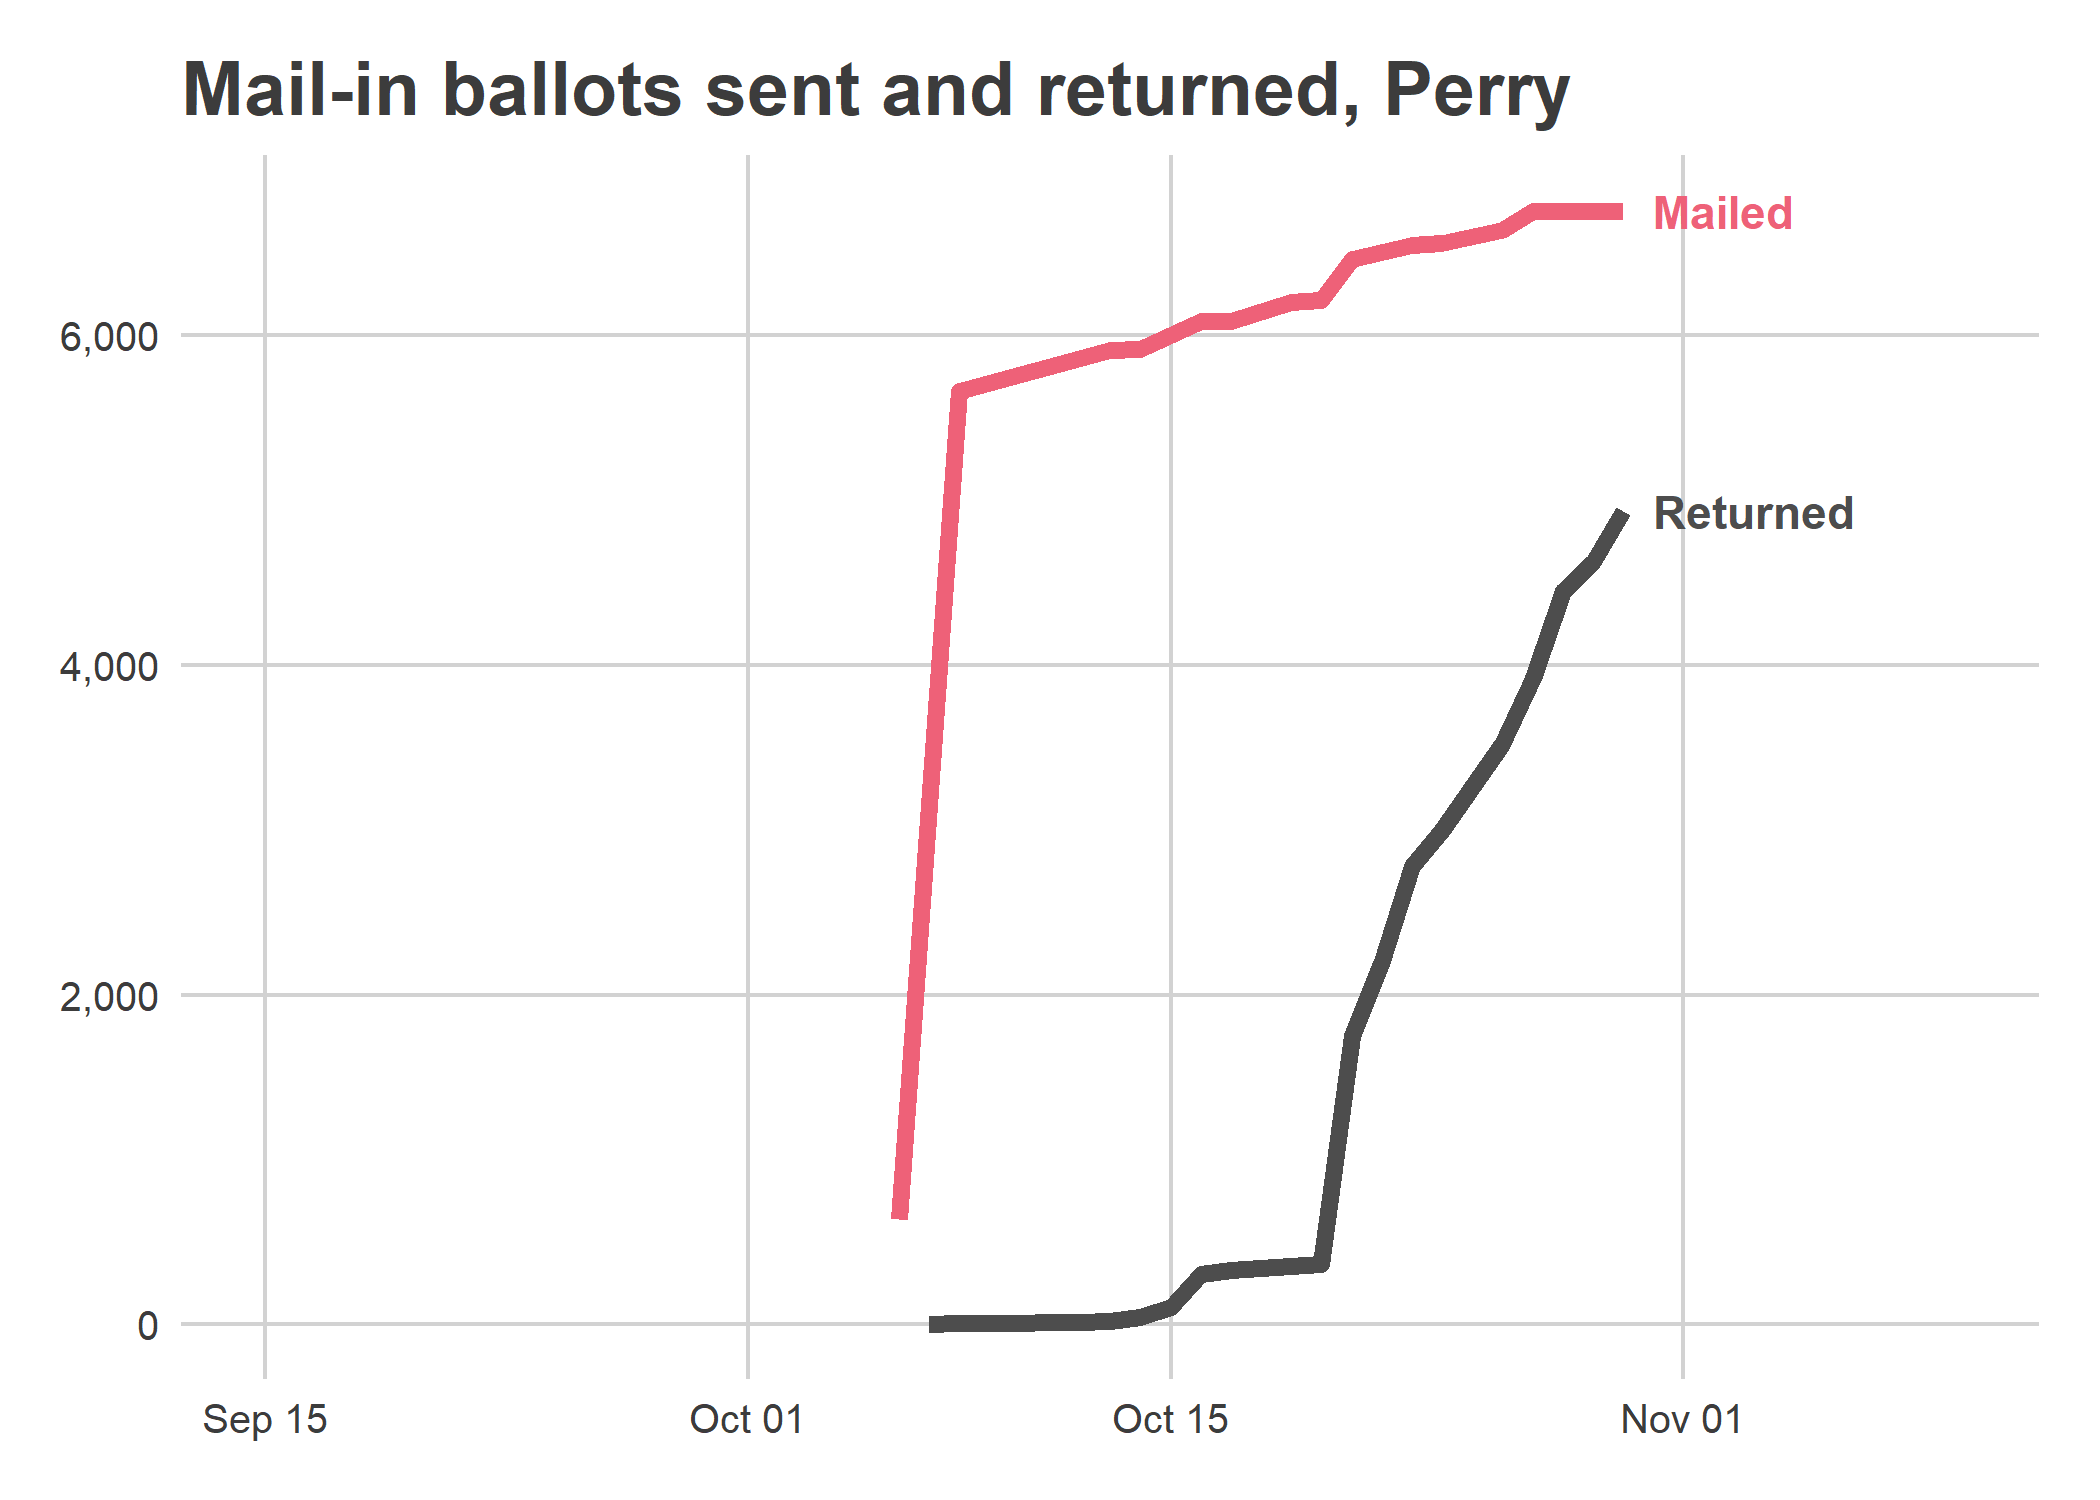 Mail-in ballots sent and returned, Perry
Mailed
6,000
Returned
4,000
2,000
0
Sep 15
Oct 01
Oct 15
Nov 01